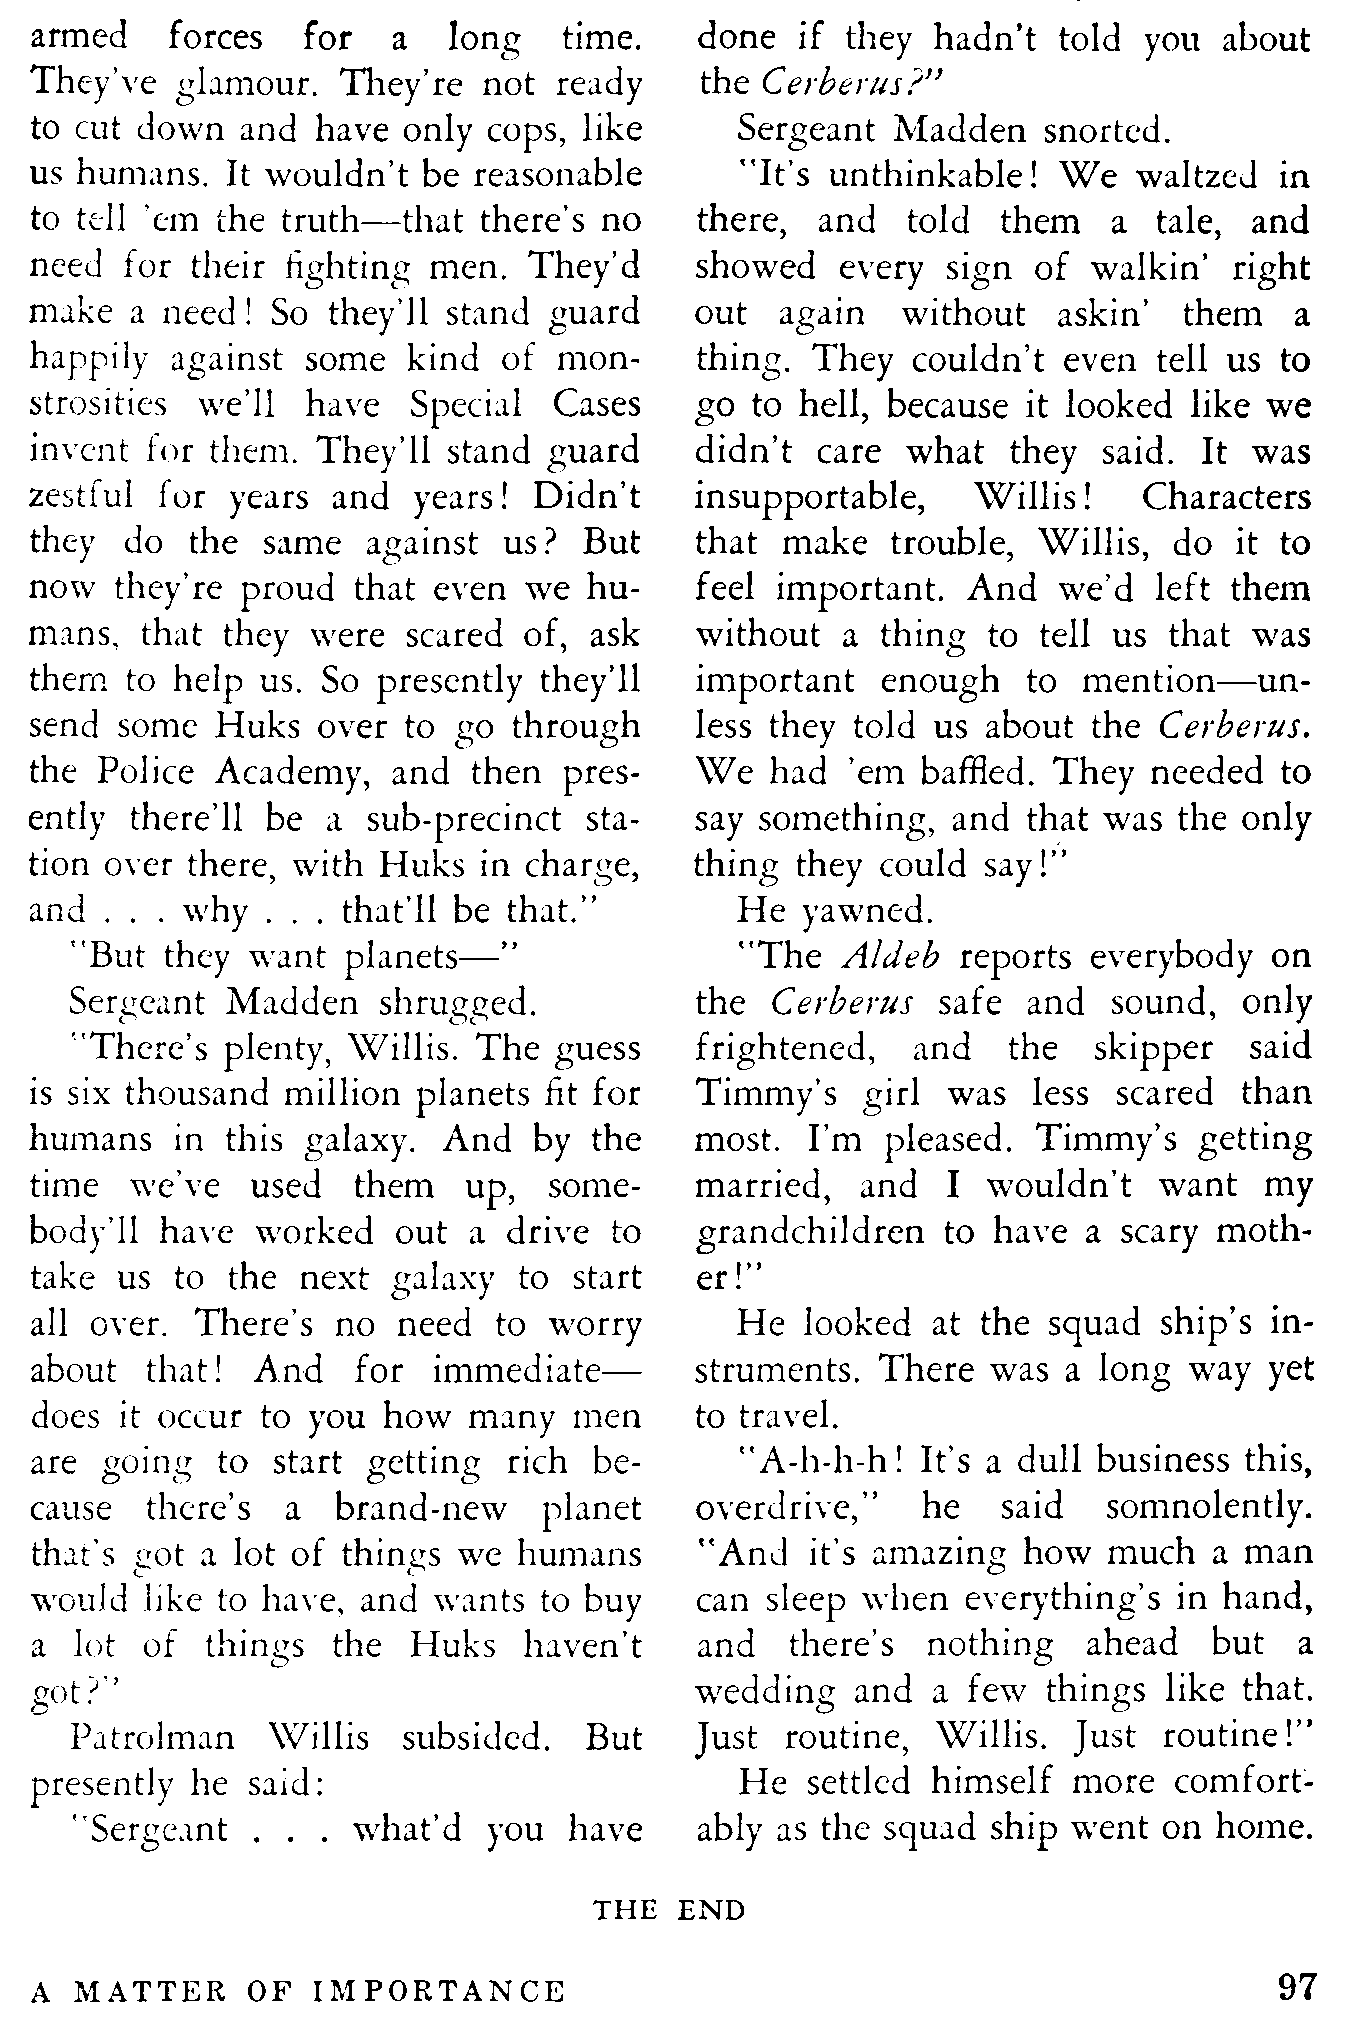 armed forces for a long time.
They've glamour. They're not ready
to cut down and have only cops, like
us humans. It wouldn't be reasonable
to tell 'em the truth—that there's no
need for their fighting men. They'd
make a need! So they'll stand guard
happily against some kind of mon-
strosities we'll have Special Cases
invent for them. They'll stand guard
zestful for years and years! Didn't
they do the same against us? But
now they're proud that even we hu-
mans, that they were scared of, ask
them to help us. So presently they'll
send some Huks over to go through
the Police Academy, and then pres-
ently there'll be a sub-precinct sta-
tion over there, with Huks in charge,
and . . . why . . . that'll be that."
"But they want planets—"
Sergeant Madden shrugged.
"There's plenty, Willis. The guess
is six thousand million planets fit for
humans in this galaxy. And by the
time we've used them up, some-
body'll have worked out a drive to
take us to the next galaxy to start
all over. There's no need to worry
about that! And for immediate—
does it occur to you how many men
are going to start getting rich be-
cause there's a brand-new planet
that's got a lot of things we humans
would like to have, and wants to buy
a lot of things the Huks haven't
got?"
Patrolman Willis subsided. But
presently he said:
"Sergeant . . . what'd you have
done if they hadn't told you about
the Cerberus?"
Sergeant Madden snorted.
"It's unthinkable! We waltzed in
there, and told them a tale, and
showed every sign of walkin' right
out again without askin' them a
thing. They couldn't even tell us to
go to hell, because it looked like we
didn't care what they said. It was
insupportable, Willis! Characters
that make trouble, Willis, do it to
feel important. And we'd left them
without a thing to tell us that was
important enough to mention—un-
less they told us about the Cerberus.
We had 'em baffled. They needed to
say something, and that was the only
thing they could say!"
He yawned.
"The Aldeb reports everybody on
the Cerberus safe and sound, only
frightened, and the skipper said
Timmy's girl was less scared than
most. I'm pleased. Timmy's getting
married, and I wouldn't want my
grandchildren to have a scary moth-
er!"
He looked at the squad ship's in-
struments. There was a long way yet
to travel.
"A-h-h-h! It's a dull business this,
overdrive," he said somnolently.
"And it's amazing how much a man
can sleep when everything's in hand,
and there's nothing ahead but a
wedding and a few things like that.
Just routine, Willis. Just routine!"
He settled himself more comfort-
ably as the squad ship went on home.
THE END
A MATTER OF IMPORTANCE 97